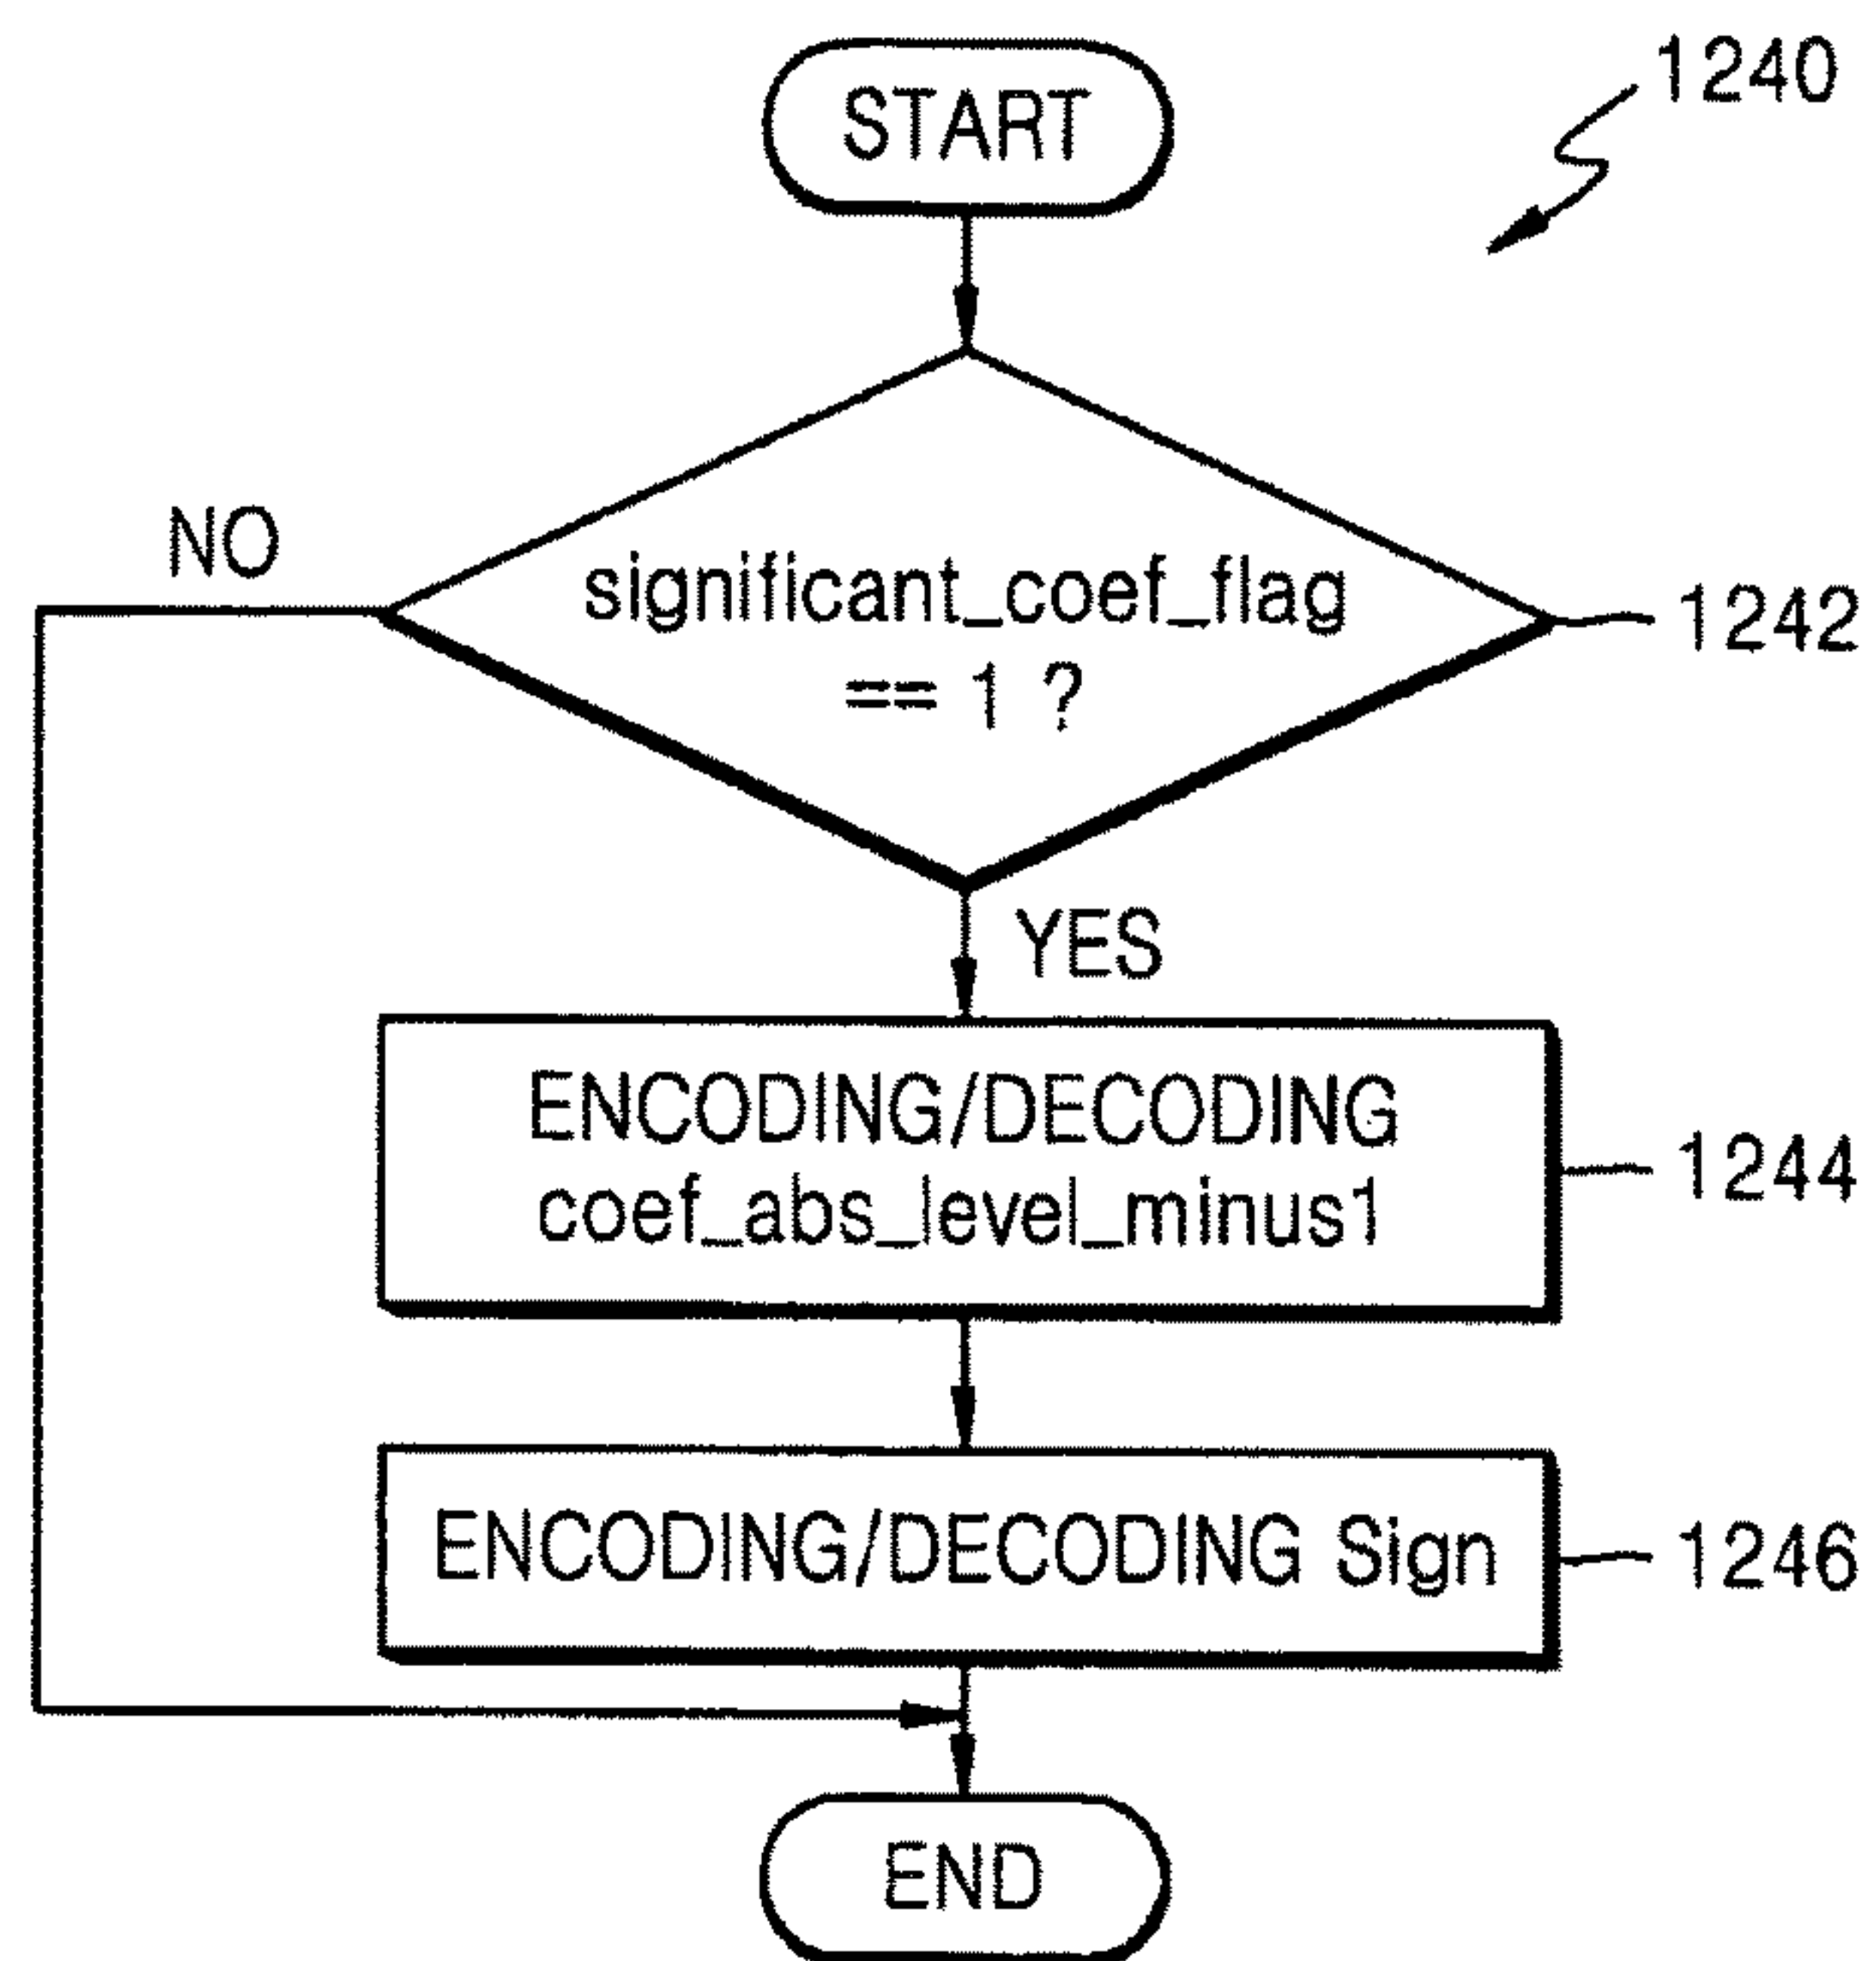 START
1240
NO
significant_coef_flag
== 1 ?
1242
YES
ENCODING/DECODING
coef_abs_level_minus1
1244
ENCODING/DECODING Sign
1246
END